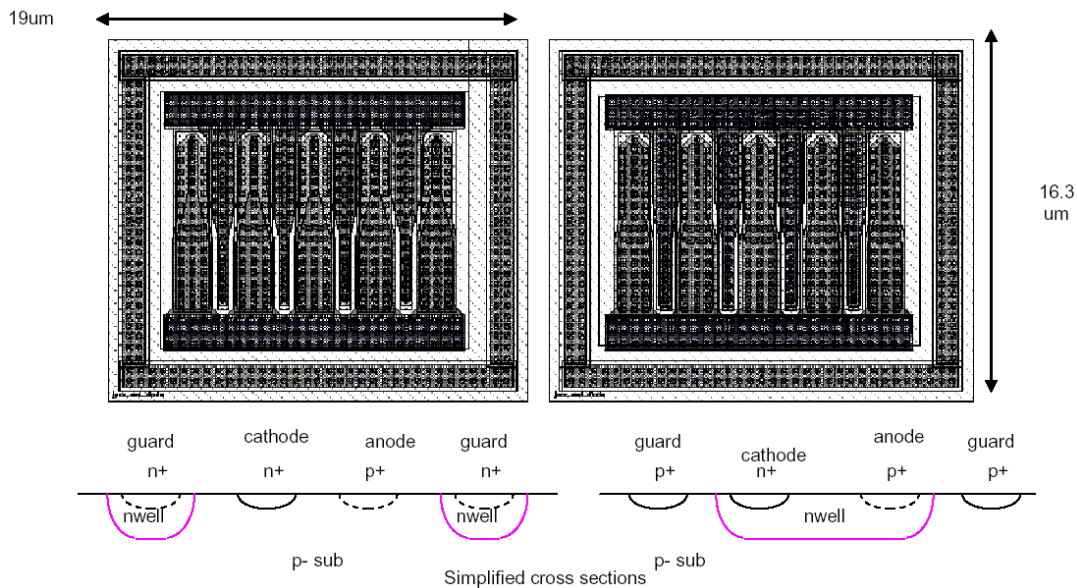 19um
16.3
um
guard cathode anode guard
n+ n+ p+ n+
nwell nwell
p- sub
guard cathode anode guard
p+ n+ p+ p+
nwell
p- sub
Simplified cross sections